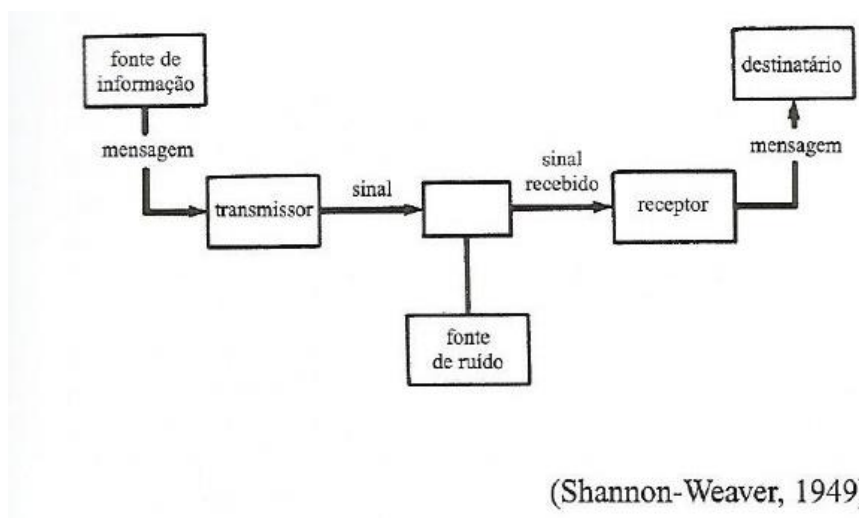 fonte de
informação
destinatário
mensagem
mensagem
sinal
sinal
recebido
transmissor
receptor
fonte
de ruído
(Shannon-Weaver, 1949)